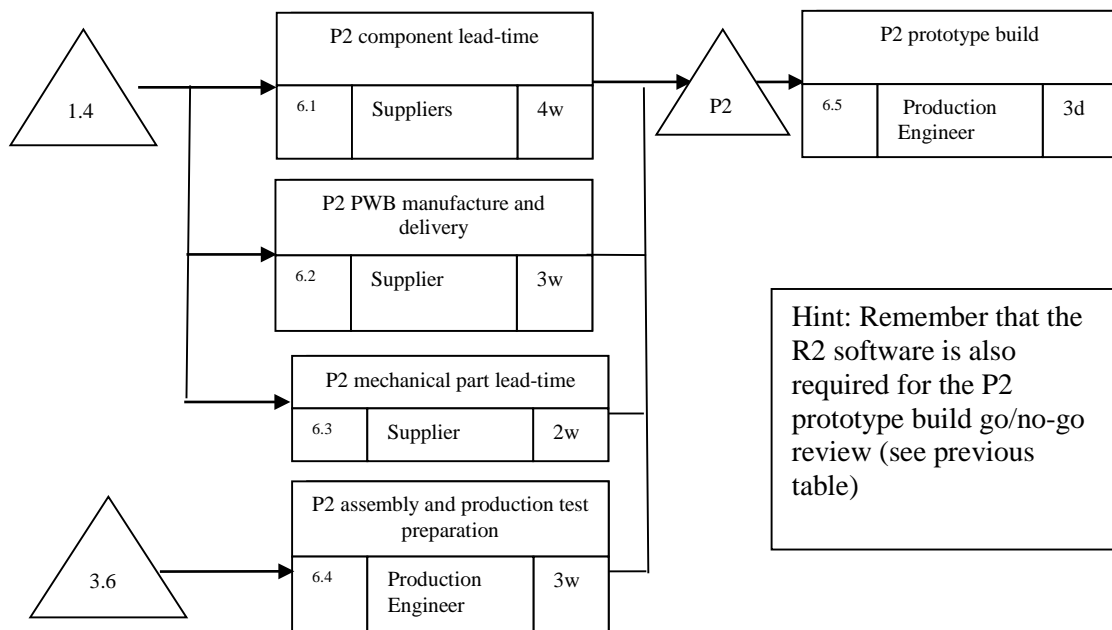 P2 component lead-time
P2 prototype build
1.4
6.1 Suppliers 4w
P2
6.5 Production
Engineer
3d
P2 PWB manufacture and
delivery
6.2 Supplier 3w
P2 mechanical part lead-time
6.3 Supplier 2w
P2 assembly and production test
preparation
3.6
6.4 Production
Engineer
3w
Hint: Remember that the
R2 software is also
required for the P2
prototype build go/no-go
review (see previous
table)